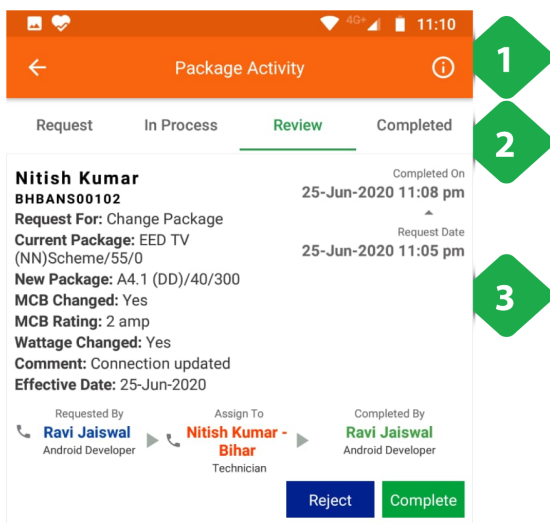 4G+ 11:10
Package Activity
1
Request In Process Review Completed
2
Nitish Kumar
BHBANS00102
Request For: Change Package
Current Package: EED TV
(NN)Scheme/55/0
New Package: A4.1 (DD)/40/300
MCB Changed: Yes
MCB Rating: 2 amp
Wattage Changed: Yes
Comment: Connection updated
Effective Date: 25-Jun-2020
Completed On
25-Jun-2020 11:08 pm
Request Date
25-Jun-2020 11:05 pm
3
Requested By
Ravi Jaiswal
Android Developer
Assign To
Nitish Kumar -
Bihar
Technician
Completed By
Ravi Jaiswal
Android Developer
Reject Complete